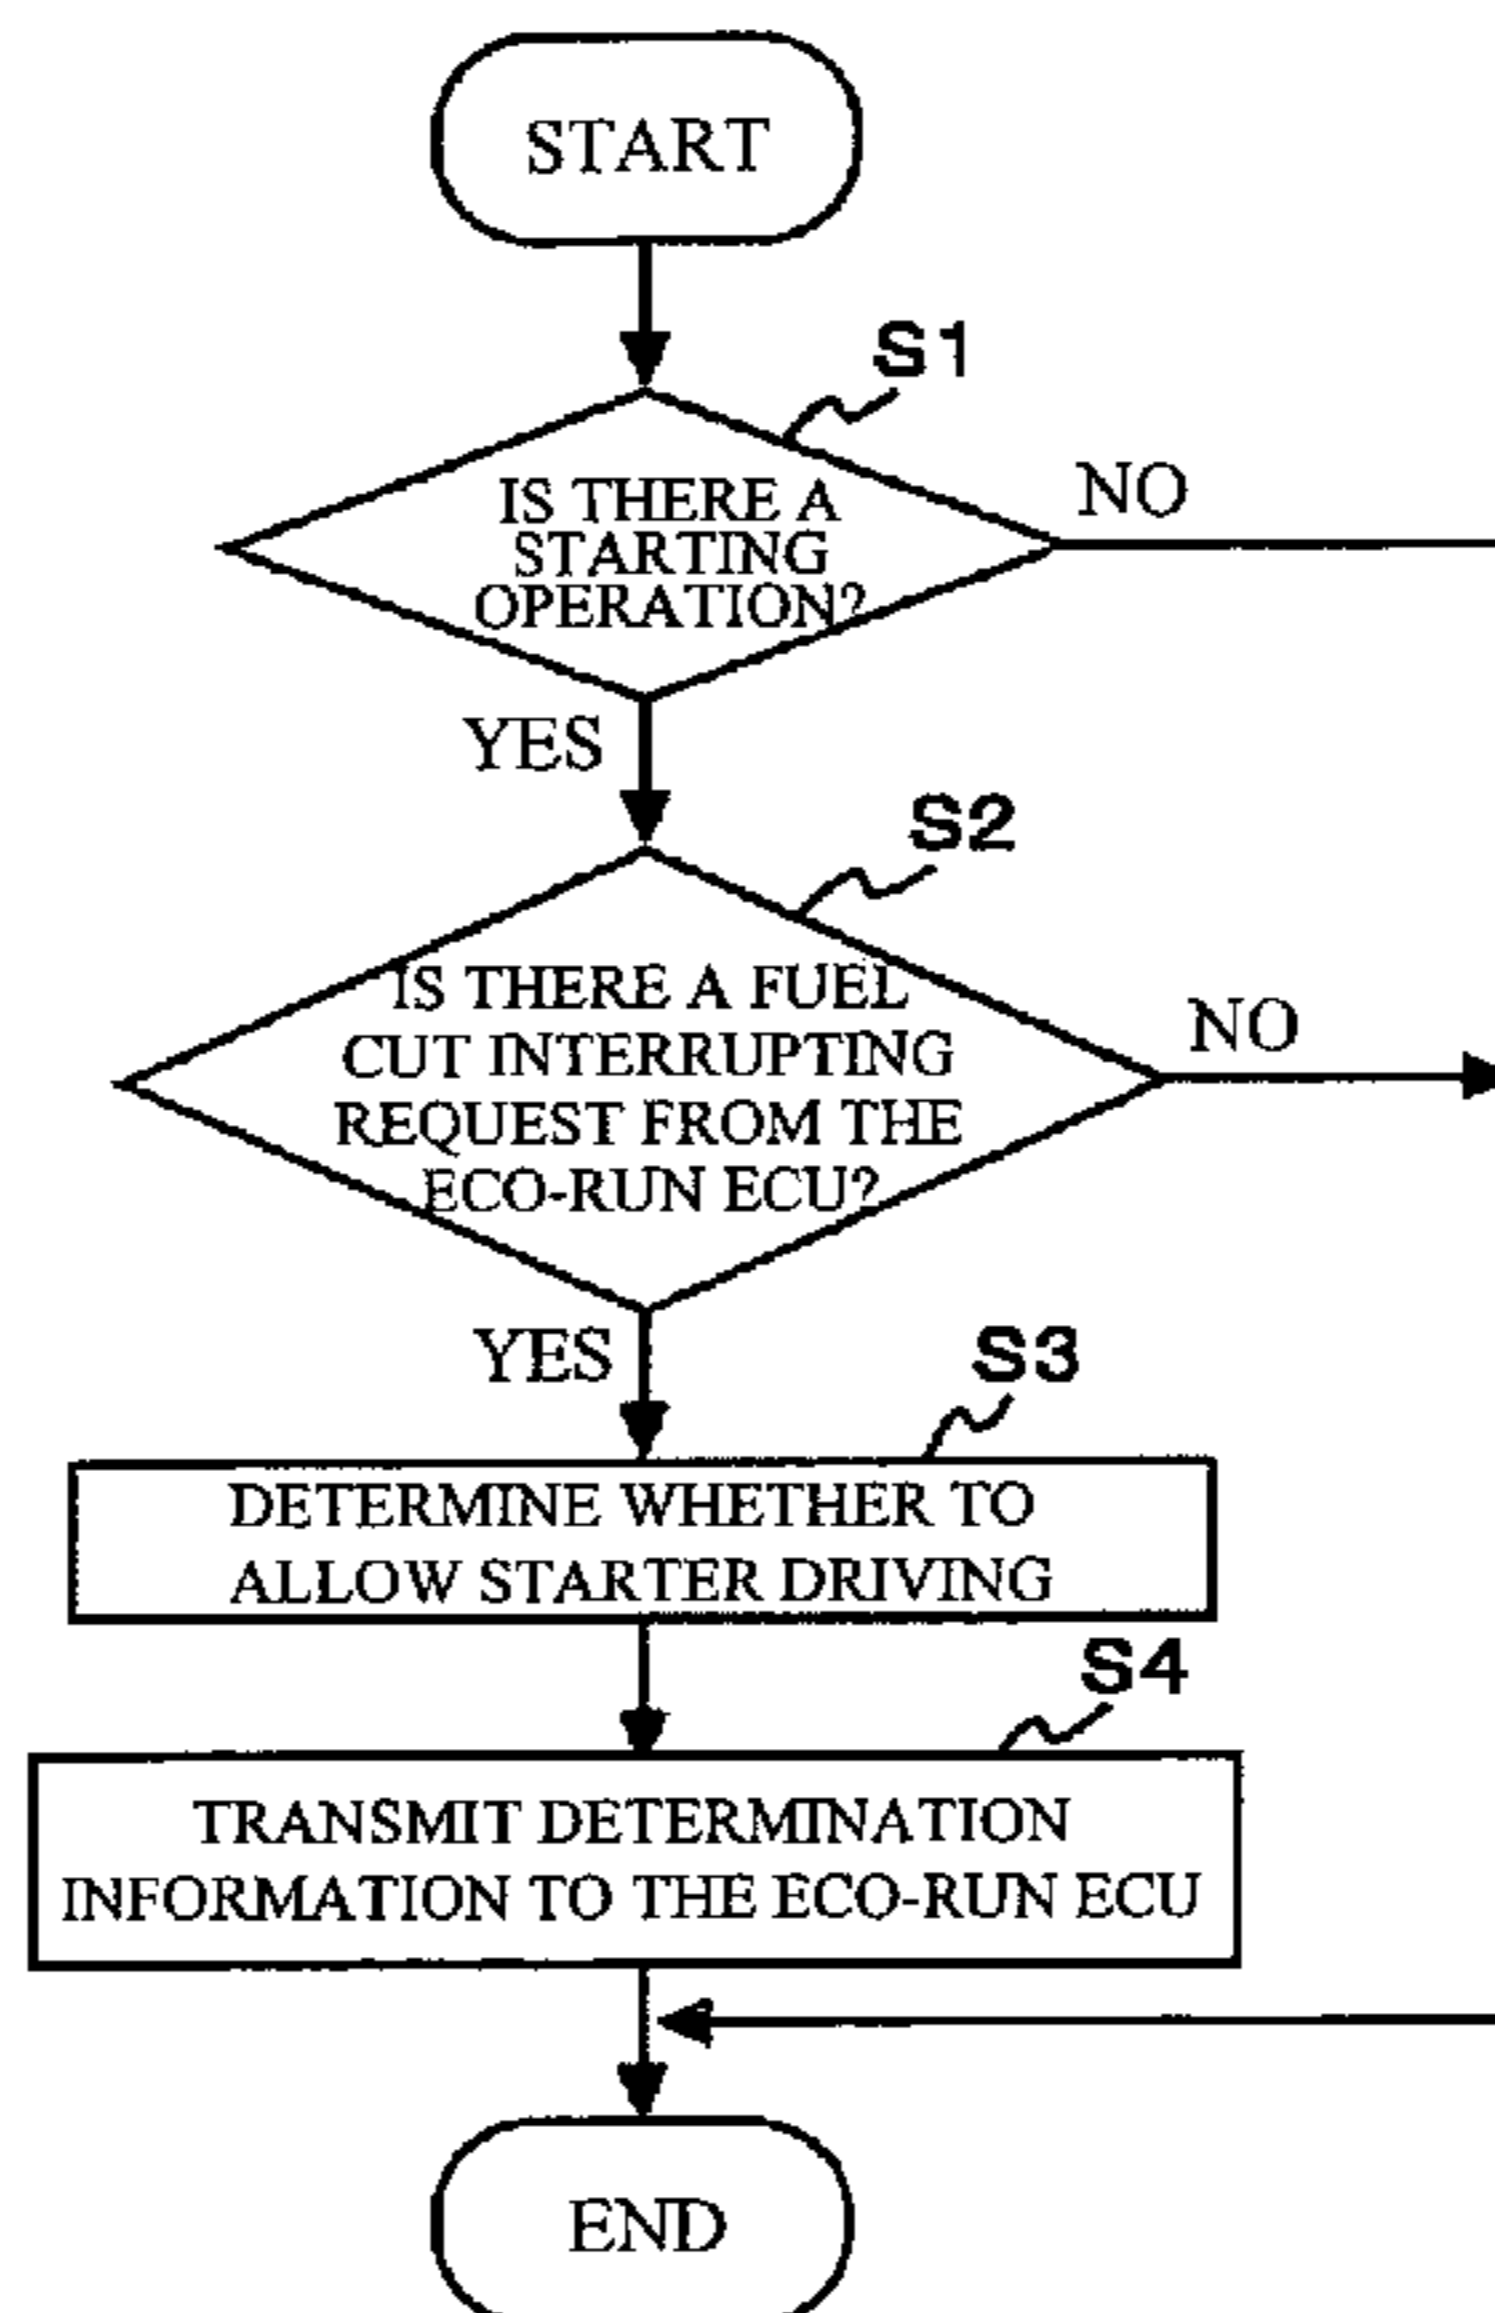 START
S1
IS THERE A
STARTING
OPERATION?
NO
YES
S2
IS THERE A FUEL
CUT INTERRUPTING
REQUEST FROM THE
ECO-RUN ECU?
NO
YES
S3
DETERMINE WHETHER TO
ALLOW STARTER DRIVING
S4
TRANSMIT DETERMINATION
INFORMATION TO THE ECO-RUN ECU
END